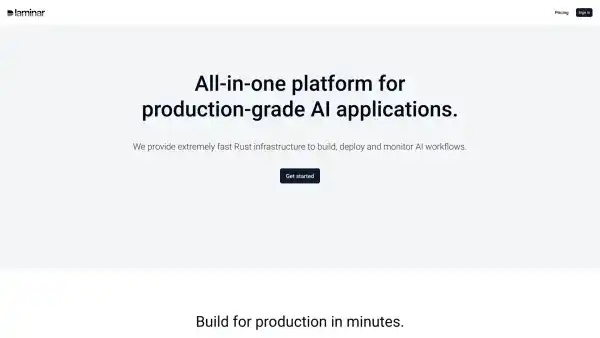 laminar
Pricing
Sign in
All-in-one platform for
production-grade AI applications.
We provide extremely fast Rust infrastructure to build, deploy and monitor AI workflows.
Get started
Build for production in minutes.